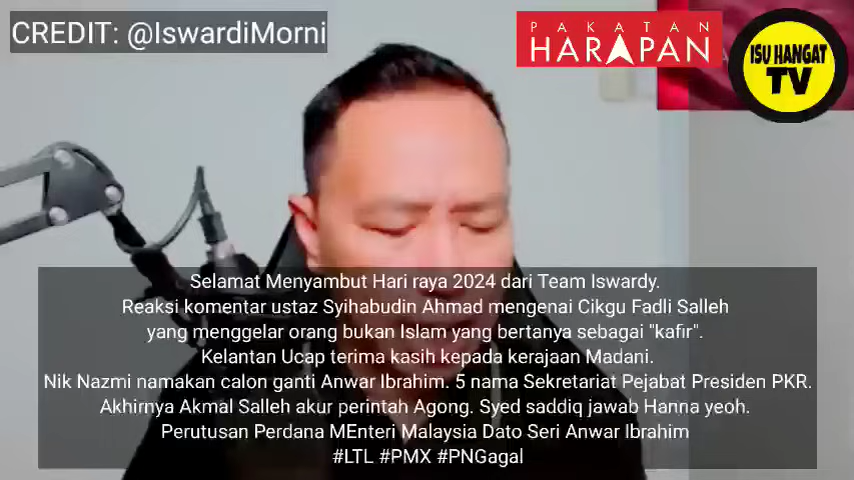 CREDIT: @IswardiMorni
PAKATAN
HARAPAN
ISU HANGAT
TV
Selamat Menyambut Hari raya 2024 dari Team Iswardy.
Reaksi komentar ustaz Syihabudin Ahmad mengenai Cikgu Fadli Salleh
yang menggelar orang bukan Islam yang bertanya sebagai "kafir".
Kelantan Ucap terima kasih kepada kerajaan Madani.
Nik Nazmi namakan calon ganti Anwar Ibrahim. 5 nama Sekretariat Pejabat Presiden PKR.
Akhirnya Akmal Salleh akur perintah Agong. Syed saddiq jawab Hanna yeoh.
Perutusan Perdana MEnteri Malaysia Dato Seri Anwar Ibrahim
#LTL #PMX #PNGagal